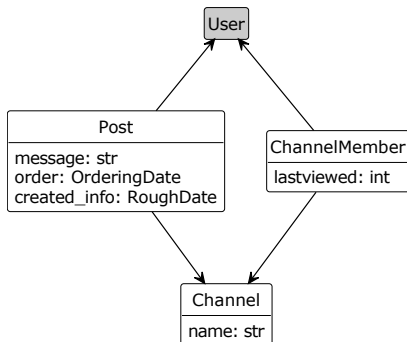 User
Post
message: str
order: OrderingDate
created_info: RoughDate
ChannelMember
lastviewed: int
Channel
name: str